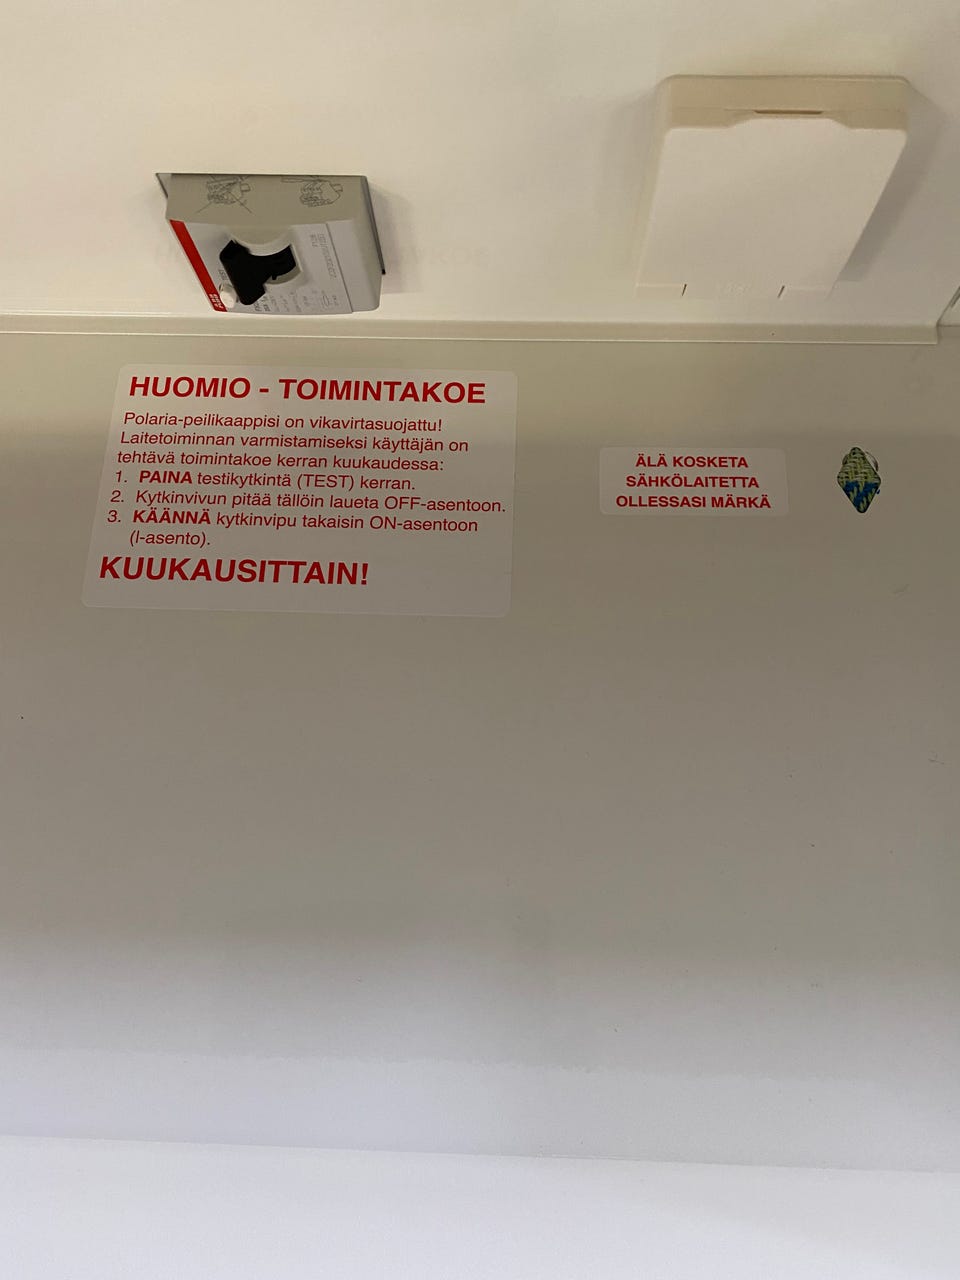 HUOMIO - TOIMINTAKOE
Polaria-peilikaappisi on vikavirtasuojattu!
Laitetoiminnan varmistamiseksi käyttäjän on
tehtävä toimintakoe kerran kuukaudessa:
1. PAINA testikytkintä (TEST) kerran.
2. Kytkinvivun pitää tällöin laueta OFF-asentoon.
3. KÄÄNNÄ kytkinvipu takaisin ON-asentoon
(I-asento).
KUUKAUSITTAIN!
ÄLÄ KOSKETA
SÄHKÖLAITETTA
OLLESSASI MÄRKÄ